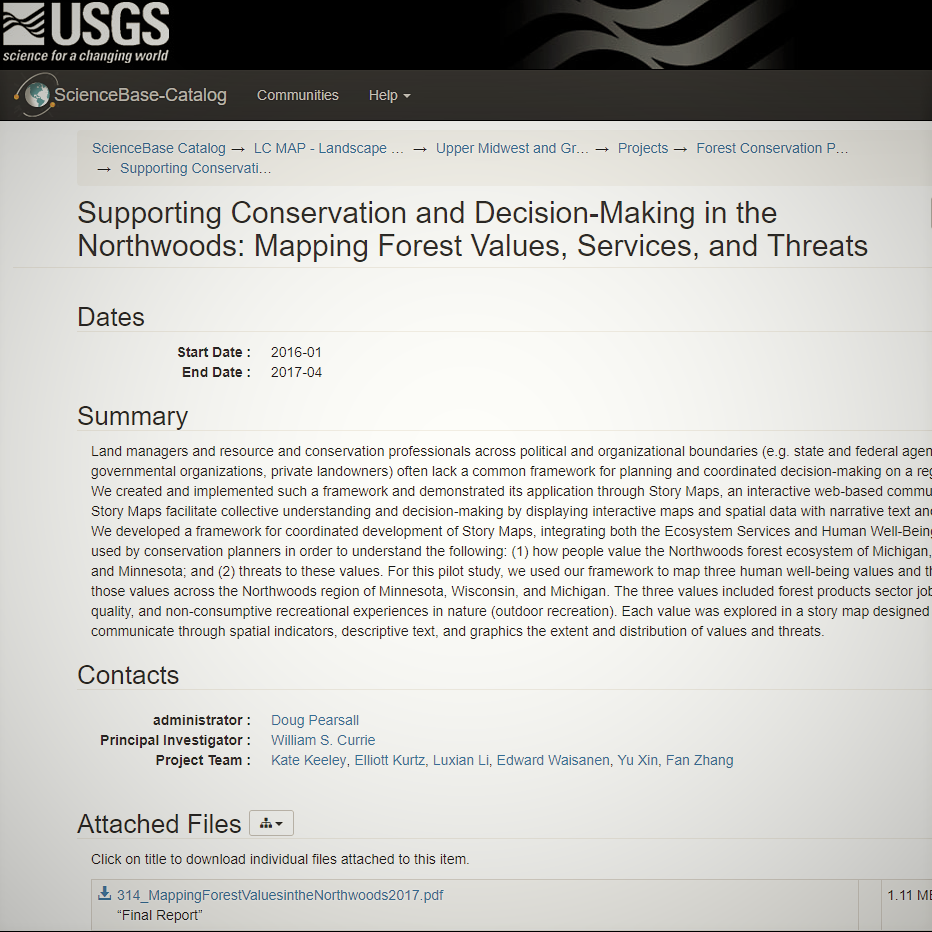 USGS
science for a changing world
ScienceBase-Catalog Communities Help
ScienceBase Catalog → LC MAP - Landscape ... → Upper Midwest and Gr... → Projects → Forest Conservation P...
→ Supporting Conservati...
Supporting Conservation and Decision-Making in the
Northwoods: Mapping Forest Values, Services, and Threats
Dates
Start Date : 2016-01
End Date : 2017-04
Summary
Land managers and resource and conservation professionals across political and organizational boundaries (e.g. state and federal agen
governmental organizations, private landowners) often lack a common framework for planning and coordinated decision-making on a reg
We created and implemented such a framework and demonstrated its application through Story Maps, an interactive web-based commu
Story Maps facilitate collective understanding and decision-making by displaying interactive maps and spatial data with narrative text and
We developed a framework for coordinated development of Story Maps, integrating both the Ecosystem Services and Human Well-Being
used by conservation planners in order to understand the following: (1) how people value the Northwoods forest ecosystem of Michigan,
and Minnesota; and (2) threats to these values. For this pilot study, we used our framework to map three human well-being values and th
those values across the Northwoods region of Minnesota, Wisconsin, and Michigan. The three values included forest products sector job
quality, and non-consumptive recreational experiences in nature (outdoor recreation). Each value was explored in a story map designed
communicate through spatial indicators, descriptive text, and graphics the extent and distribution of values and threats.
Contacts
administrator : Doug Pearsall
Principal Investigator : William S. Currie
Project Team : Kate Keeley, Elliott Kurtz, Luxian Li, Edward Waisanen, Yu Xin, Fan Zhang
Attached Files
Click on title to download individual files attached to this item.
314_MappingForestValuesintheNorthwoods2017.pdf 1.11 MB
“Final Report”